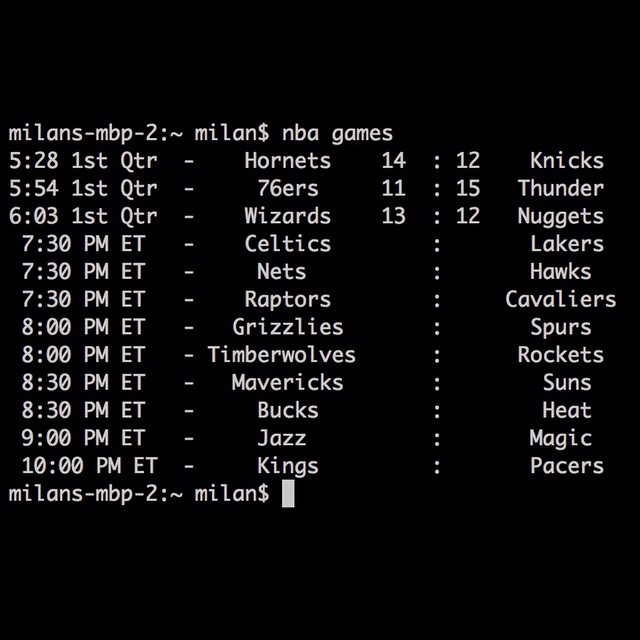 milans-mbp-2:~ milan$ nba games
5:28 1st Qtr - Hornets 14 : 12 Knicks
5:54 1st Qtr - 76ers 11 : 15 Thunder
6:03 1st Qtr - Wizards 13 : 12 Nuggets
7:30 PM ET - Celtics : Lakers
7:30 PM ET - Nets : Hawks
7:30 PM ET - Raptors : Cavaliers
8:00 PM ET - Grizzlies : Spurs
8:00 PM ET - Timberwolves : Rockets
8:30 PM ET - Mavericks : Suns
8:30 PM ET - Bucks : Heat
9:00 PM ET - Jazz : Magic
10:00 PM ET - Kings : Pacers
milans-mbp-2:~ milan$